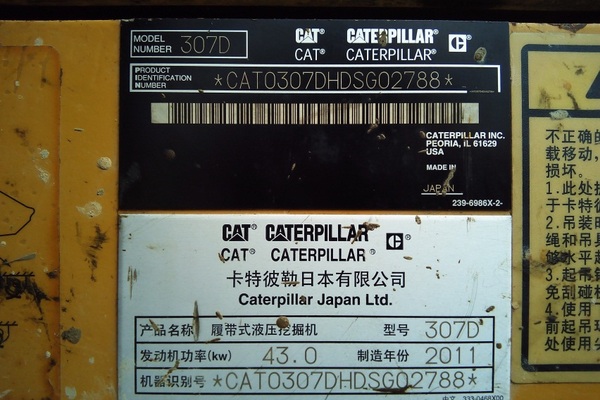 MODEL NUMBER 307D
CAT® CATERPILLAR® C
CAT® CATERPILLAR®
PRODUCT IDENTIFICATION NUMBER *CAT0307DHDSG02788*
CATERPILLAR INC.
PEORIA, IL 61629
USA
MADE IN
JAPAN
239-6986X-2-
CAT® CATERPILLAR® C
CAT® CATERPILLAR®
卡特彼勒日本有限公司
Caterpillar Japan Ltd.
产品名称 履带式液压挖掘机 型号 307D
发动机功率(kw) 43.0 制造年份 2011
机器识别号 *CAT0307DHDSG02788*
中文 333-0468X00
不正确的
载移动,
损坏.
1.此处
于卡特彼
2.吊装时
绳和吊具
够水平起
3.起吊
免刮碰机
4.使用
前起吊环
处使用